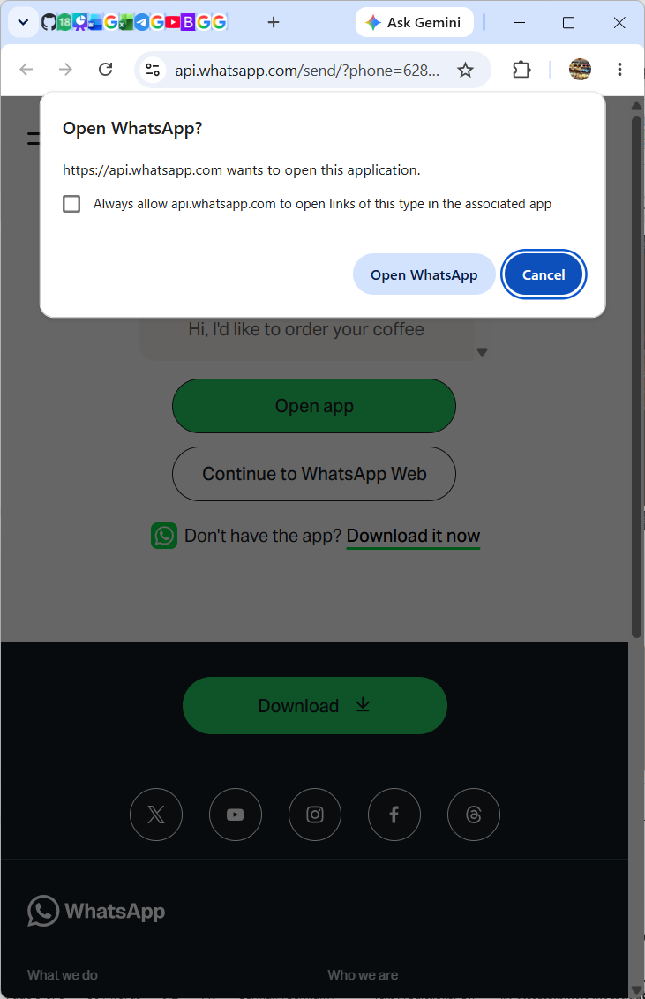 18
B
Ask Gemini
api.whatsapp.com/send/?phone=628...
Open WhatsApp?
https://api.whatsapp.com wants to open this application.
Always allow api.whatsapp.com to open links of this type in the associated app
Open WhatsApp
Cancel
Hi, I'd like to order your coffee
Open app
Continue to WhatsApp Web
Don't have the app? Download it now
Download
WhatsApp
What we do
Who we are